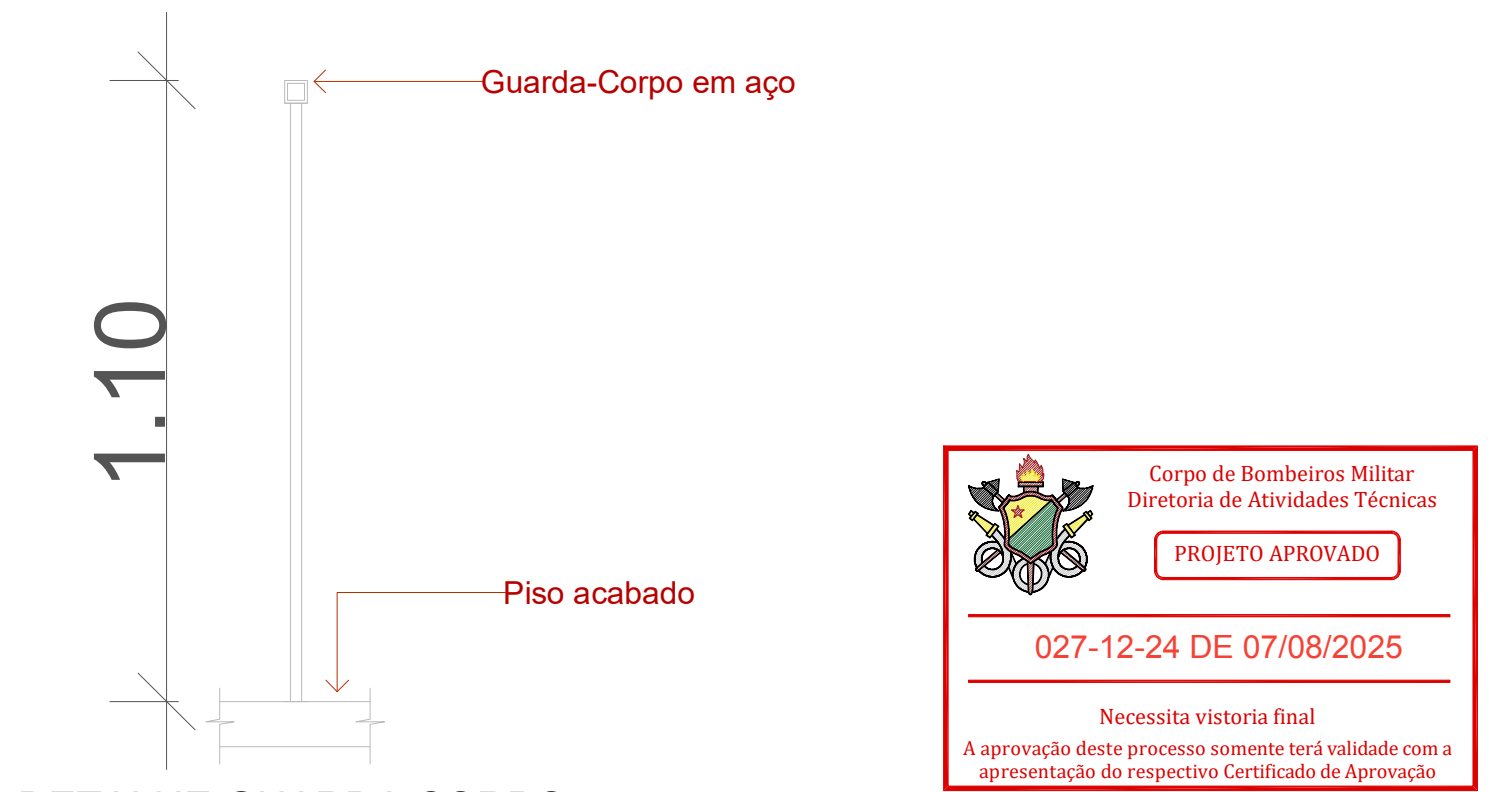 Guarda-Corpo em aço
1.10
Piso acabado
Corpo de Bombeiros Militar
Diretoria de Atividades Técnicas
PROJETO APROVADO
027-12-24 DE 07/08/2025
Necessita vistoria final
A aprovação deste processo somente terá validade com a
apresentação do respectivo Certificado de Aprovação